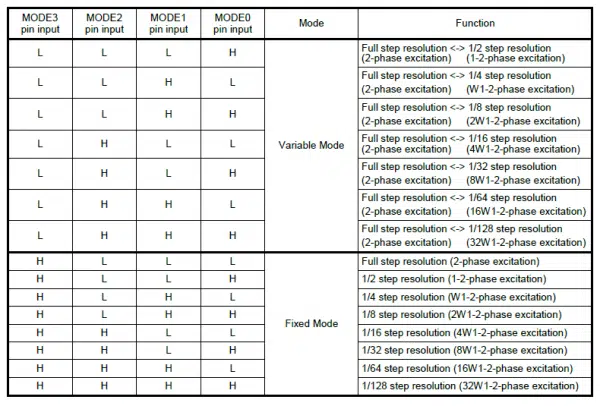 MODE3 pin input MODE2 pin input MODE1 pin input MODE0 pin input Mode Function
L L L H Full step resolution <-> 1/2 step resolution
(2-phase excitation) (1-2-phase excitation)
L L H L Full step resolution <-> 1/4 step resolution
(2-phase excitation) (W1-2-phase excitation)
L L H H Full step resolution <-> 1/8 step resolution
(2-phase excitation) (2W1-2-phase excitation)
L H L L Variable Mode Full step resolution <-> 1/16 step resolution
(2-phase excitation) (4W1-2-phase excitation)
L H L H Full step resolution <-> 1/32 step resolution
(2-phase excitation) (8W1-2-phase excitation)
L H H L Full step resolution <-> 1/64 step resolution
(2-phase excitation) (16W1-2-phase excitation)
L H H H Full step resolution <-> 1/128 step resolution
(2-phase excitation) (32W1-2-phase excitation)
H L L L Full step resolution (2-phase excitation)
H L L H 1/2 step resolution (1-2-phase excitation)
H L H L 1/4 step resolution (W1-2-phase excitation)
H L H H Fixed Mode 1/8 step resolution (2W1-2-phase excitation)
H H L L 1/16 step resolution (4W1-2-phase excitation)
H H L H 1/32 step resolution (8W1-2-phase excitation)
H H H L 1/64 step resolution (16W1-2-phase excitation)
H H H H 1/128 step resolution (32W1-2-phase excitation)